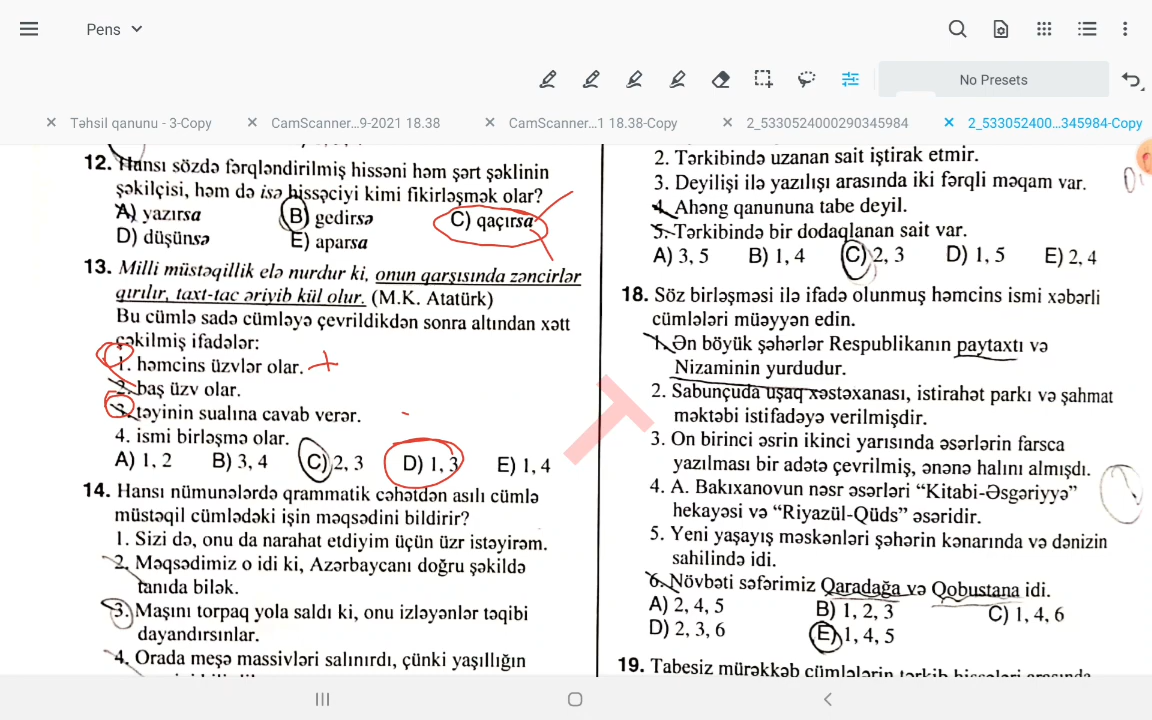 Pens
No Presets
Təhsil qanunu - 3-Copy
CamScanner...9-2021 18.38
CamScanner...1 18.38-Copy
2_5330524000290345984
2_533052400...345984-Copy
12. Hansı sözdə fərqləndirilmiş hissəni həm şərt şəklinin
şəkilçisi, həm də isə hissəciyi kimi fikirləşmək olar?
A) yazırsa
B) gedirsə
C) qaçırsa
D) düşünsə
E) aparsa
13. Milli müstəqillik elə nurdur ki, onun qarşısında zəncirlər
qırılır, taxt-tac əriyib kül olur. (M.K. Atatürk)
Bu cümlə sadə cümləyə çevrildikdən sonra altından xətt
çəkilmiş ifadələr:
1. həmcins üzvlər olar.
2. baş üzv olar.
3. təyinin sualına cavab verər.
4. ismi birləşmə olar.
A) 1, 2 B) 3, 4 C) 2, 3 D) 1, 3 E) 1, 4
14. Hansı nümunələrdə qrammatik cəhətdən asılı cümlə
müstəqil cümlədəki işin məqsədini bildirir?
1. Sizi də, onu da narahat etdiyim üçün üzr istəyirəm.
2. Məqsədimiz o idi ki, Azərbaycanı doğru şəkildə
tanıda bilək.
3. Maşını torpaq yola saldı ki, onu izləyənlər təqibi
dayandırsınlar.
4. Orada meşə massivləri salınırdı, çünki yaşıllığın
2. Tərkibində uzanan sait iştirak etmir.
3. Deyilişi ilə yazılışı arasında iki fərqli məqam var.
4. Ahəng qanununa tabe deyil.
5. Tərkibində bir dodaqlanan sait var.
A) 3, 5 B) 1, 4 C) 2, 3 D) 1, 5 E) 2, 4
18. Söz birləşməsi ilə ifadə olunmuş həmcins ismi xəbərli
cümlələri müəyyən edin.
1. Ən böyük şəhərlər Respublikanın paytaxtı və
Nizaminin yurdudur.
2. Sabunçuda uşaq xəstəxanası, istirahət parkı və şahmat
məktəbi istifadəyə verilmişdir.
3. On birinci əsrin ikinci yarısında əsərlərin farsca
yazılması bir adətə çevrilmiş, ənənə halını almışdı.
4. A. Bakıxanovun nəsr əsərləri “Kitabi-Əsgəriyyə”
hekayəsi və “Riyazül-Qüds” əsəridir.
5. Yeni yaşayış məskənləri şəhərin kənarında və dənizin
sahilində idi.
6. Növbəti səfərimiz Qaradağa və Qobustana idi.
A) 2, 4, 5 B) 1, 2, 3 C) 1, 4, 6
D) 2, 3, 6 E) 1, 4, 5
19. Tabesiz mürəkkəb cümlələrin tərkib hissələri arasında